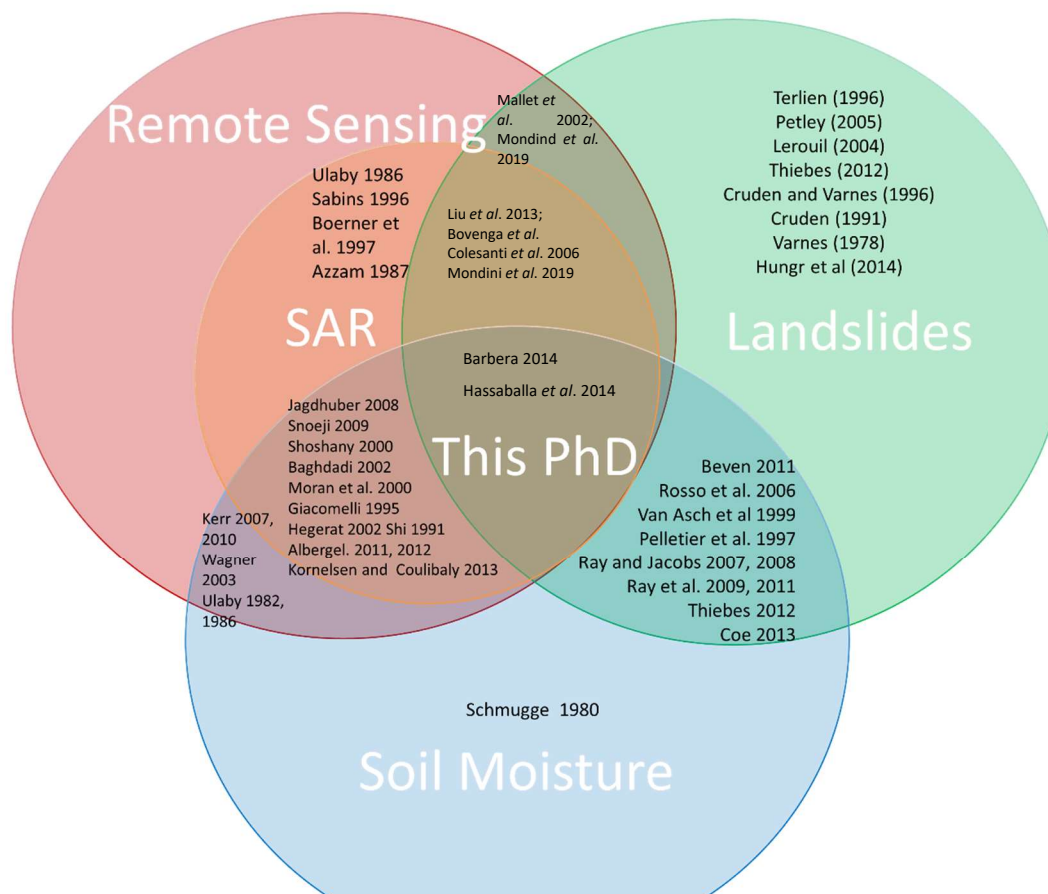 Remote Sensing
Mallet et
al. 2002;
Mondind et al.
2019
Terlien (1996)
Petley (2005)
Lerouil (2004)
Thiebes (2012)
Cruden and Varnes (1996)
Cruden (1991)
Varnes (1978)
Hungr et al (2014)
Ulaby 1986
Sabins 1996
Boerner et
al. 1997
Azzam 1987
Liu et al. 2013;
Bovenga et al.
Colesanti et al. 2006
Mondini et al. 2019
SAR
Landslides
Barbera 2014
Hassaballa et al. 2014
This PhD
Jagdhuber 2008
Snoeji 2009
Shoshany 2000
Baghdadi 2002
Moran et al. 2000
Giacomelli 1995
Hegerat 2002 Shi 1991
Albergel. 2011, 2012
Kornelsen and Coulibaly 2013
Kerr 2007,
2010
Wagner
2003
Ulaby 1982,
1986
Beven 2011
Rosso et al. 2006
Van Asch et al 1999
Pelletier et al. 1997
Ray and Jacobs 2007, 2008
Ray et al. 2009, 2011
Thiebes 2012
Coe 2013
Schmugge 1980
Soil Moisture